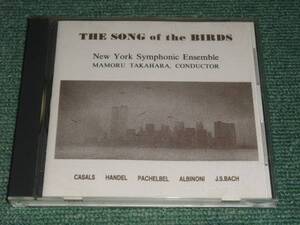 THE SONG of the BIRDS
New York Symphonic Ensemble
MAMORU TAKAHARA, CONDUCTOR
CASALS HANDEL PACHELBEL ALBINONI J.S.BACH